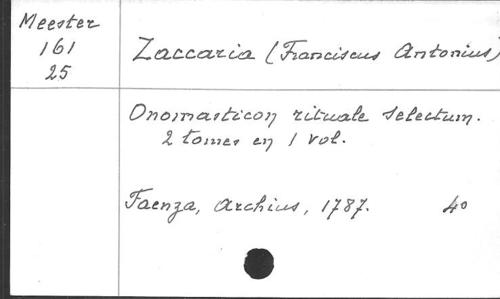 Meester
161
25
Zaccaria (Franciscus Antonius)
Onomasticon rituale selectum.
2 tomes en 1 vol.
Faenza, Archius, 1787. 4o